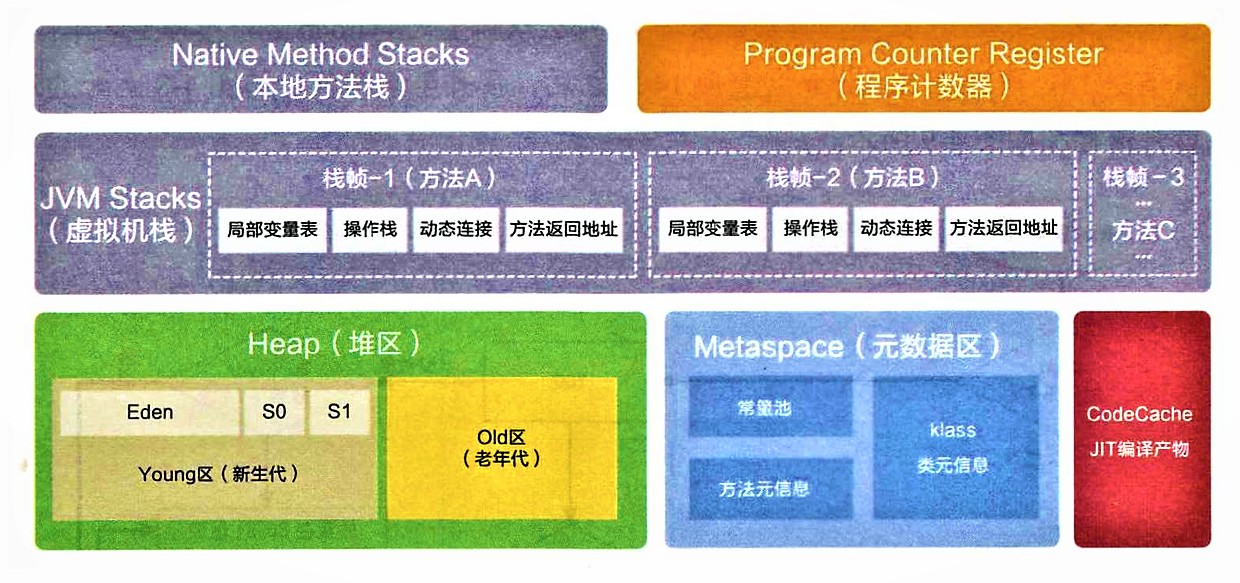 Native Method Stacks
（本地方法栈）
Program Counter Register
（程序计数器）
JVM Stacks
（虚拟机栈）
栈帧-1（方法A）
局部变量表
操作栈
动态连接
方法返回地址
栈帧-2（方法B）
局部变量表
操作栈
动态连接
方法返回地址
栈帧-3
...
方法C
...
Heap（堆区）
Eden
S0
S1
Young区（新生代）
Old区
（老年代）
Metaspace（元数据区）
常量池
方法元信息
klass
类元信息
CodeCache
JIT编译产物